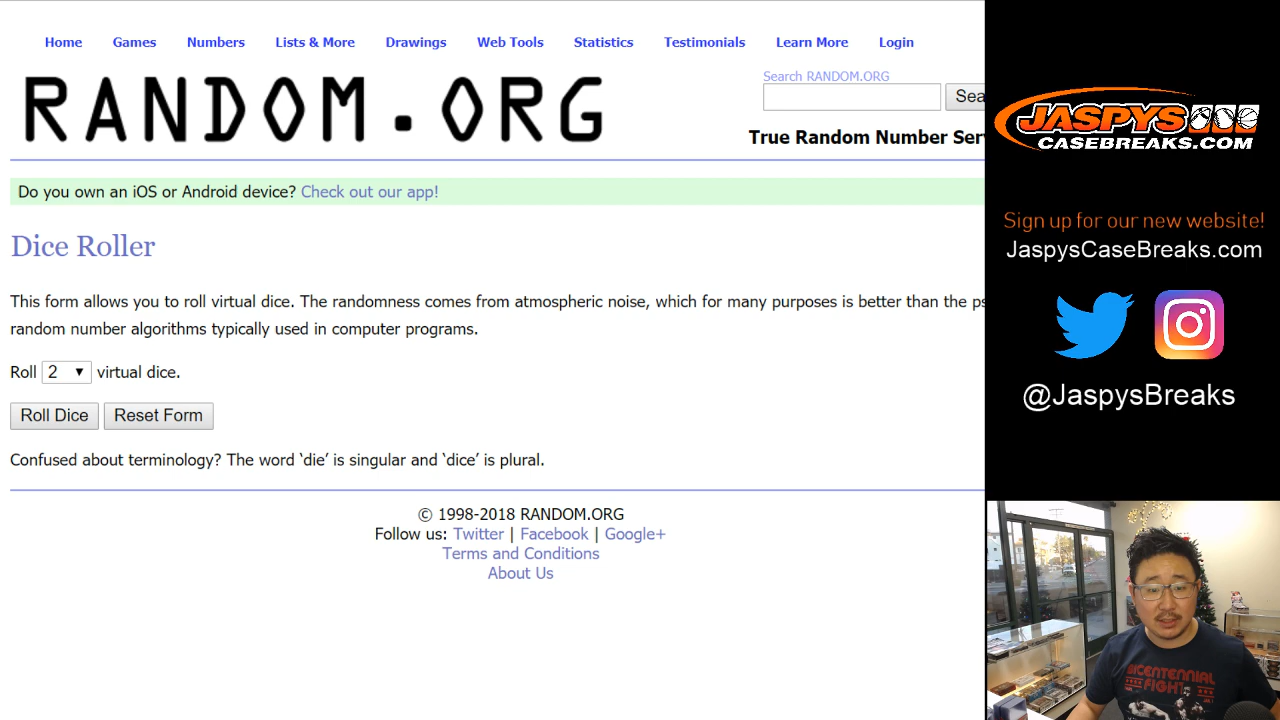 Home Games Numbers Lists & More Drawings Web Tools Statistics Testimonials Learn More Login
RANDOM.ORG
Search RANDOM.ORG
Sea
True Random Number Ser
Do you own an iOS or Android device? Check out our app!
Dice Roller
This form allows you to roll virtual dice. The randomness comes from atmospheric noise, which for many purposes is better than the ps
random number algorithms typically used in computer programs.
Roll 2 virtual dice.
Roll Dice Reset Form
Confused about terminology? The word ‘die’ is singular and ‘dice’ is plural.
© 1998-2018 RANDOM.ORG
Follow us: Twitter | Facebook | Google+
Terms and Conditions
About Us
JASPYS
CASEBREAKS.COM
Sign up for our new website!
JaspysCaseBreaks.com
@JaspysBreaks
BICENTENNIAL
FIGHT